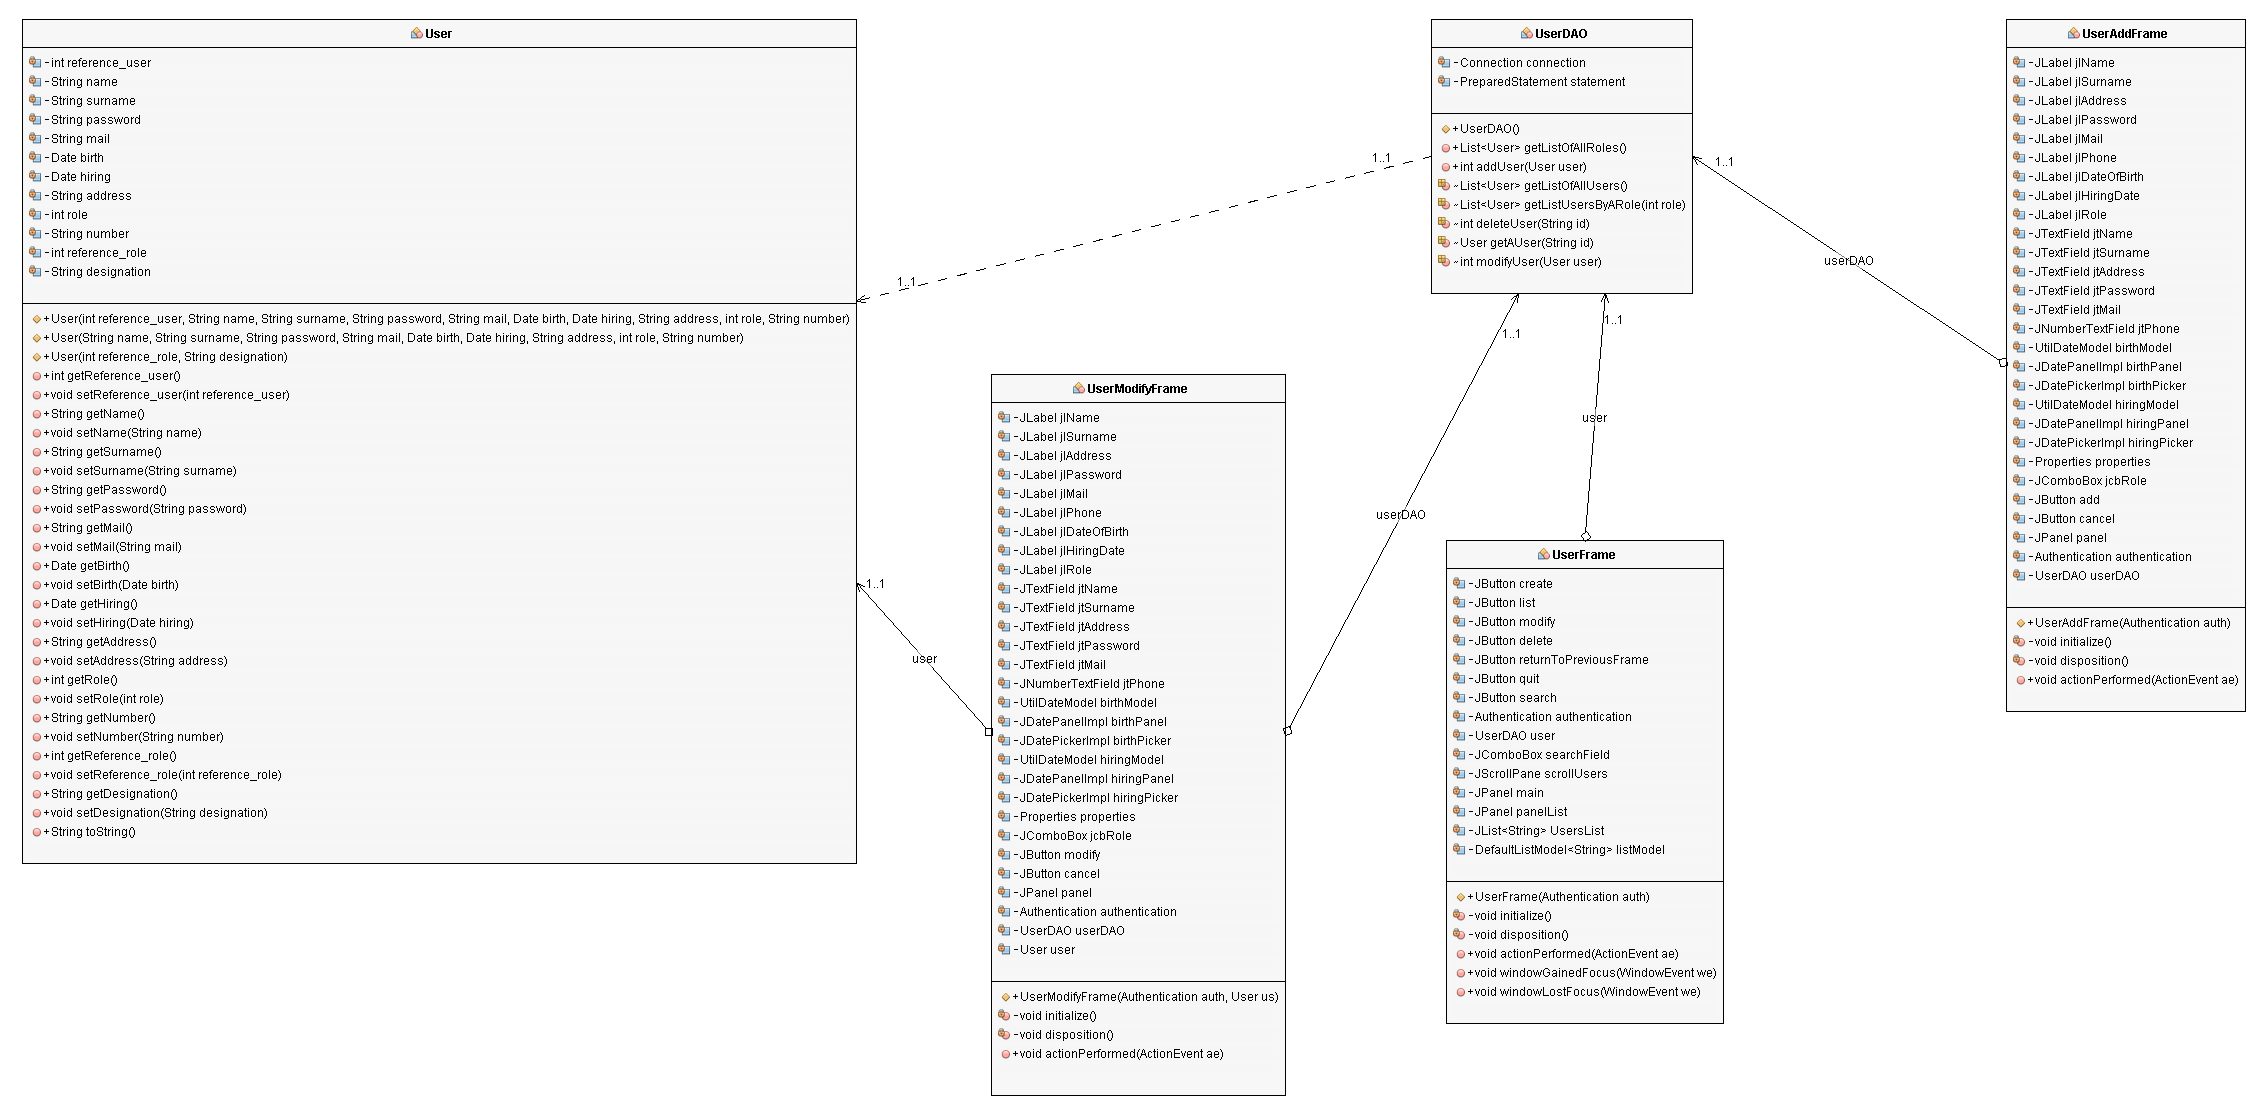 User
-int reference_user
-String name
-String surname
-String password
-String mail
-Date birth
-Date hiring
-String address
-int role
-String number
-int reference_role
-String designation
+User(int reference_user, String name, String surname, String password, String mail, Date birth, Date hiring, String address, int role, String number)
+User(String name, String surname, String password, String mail, Date birth, Date hiring, String address, int role, String number)
+User(int reference_role, String designation)
+int getReference_user()
+void setReference_user(int reference_user)
+String getName()
+void setName(String name)
+String getSurname()
+void setSurname(String surname)
+String getPassword()
+void setPassword(String password)
+String getMail()
+void setMail(String mail)
+Date getBirth()
+void setBirth(Date birth)
+Date getHiring()
+void setHiring(Date hiring)
+String getAddress()
+void setAddress(String address)
+int getRole()
+void setRole(int role)
+String getNumber()
+void setNumber(String number)
+int getReference_role()
+void setReference_role(int reference_role)
+String getDesignation()
+void setDesignation(String designation)
+String toString()
1..1
1..1
1..1
user
UserModifyFrame
-JLabel jlName
-JLabel jlSurname
-JLabel jlAddress
-JLabel jlPassword
-JLabel jlMail
-JLabel jlPhone
-JLabel jlDateOfBirth
-JLabel jlHiringDate
-JLabel jlRole
-JTextField jtName
-JTextField jtSurname
-JTextField jtAddress
-JTextField jtPassword
-JTextField jtMail
-JNumberTextField jtPhone
-UtilDateModel birthModel
-JDatePanelImpl birthPanel
-JDatePickerImpl birthPicker
-UtilDateModel hiringModel
-JDatePanelImpl hiringPanel
-JDatePickerImpl hiringPicker
-Properties properties
-JComboBox jcbRole
-JButton modify
-JButton cancel
-JPanel panel
-Authentication authentication
-UserDAO userDAO
-User user
+UserModifyFrame(Authentication auth, User us)
-void initialize()
-void disposition()
+void actionPerformed(ActionEvent ae)
UserDAO
-Connection connection
-PreparedStatement statement
+UserDAO()
+List<User> getListOfAllRoles()
+int addUser(User user)
~List<User> getListOfAllUsers()
~List<User> getListUsersByARole(int role)
~int deleteUser(String id)
~User getAUser(String id)
~int modifyUser(User user)
1..1
userDAO
1..1
user
1..1
userDAO
UserFrame
-JButton create
-JButton list
-JButton modify
-JButton delete
-JButton returnToPreviousFrame
-JButton quit
-JButton search
-Authentication authentication
-UserDAO user
-JComboBox searchField
-JScrollPane scrollUsers
-JPanel main
-JPanel panelList
-JList<String> UsersList
-DefaultListModel<String> listModel
+UserFrame(Authentication auth)
-void initialize()
-void disposition()
+void actionPerformed(ActionEvent ae)
+void windowGainedFocus(WindowEvent we)
+void windowLostFocus(WindowEvent we)
UserAddFrame
-JLabel jlName
-JLabel jlSurname
-JLabel jlAddress
-JLabel jlPassword
-JLabel jlMail
-JLabel jlPhone
-JLabel jlDateOfBirth
-JLabel jlHiringDate
-JLabel jlRole
-JTextField jtName
-JTextField jtSurname
-JTextField jtAddress
-JTextField jtPassword
-JTextField jtMail
-JNumberTextField jtPhone
-UtilDateModel birthModel
-JDatePanelImpl birthPanel
-JDatePickerImpl birthPicker
-UtilDateModel hiringModel
-JDatePanelImpl hiringPanel
-JDatePickerImpl hiringPicker
-Properties properties
-JComboBox jcbRole
-JButton add
-JButton cancel
-JPanel panel
-Authentication authentication
-UserDAO userDAO
+UserAddFrame(Authentication auth)
-void initialize()
-void disposition()
+void actionPerformed(ActionEvent ae)